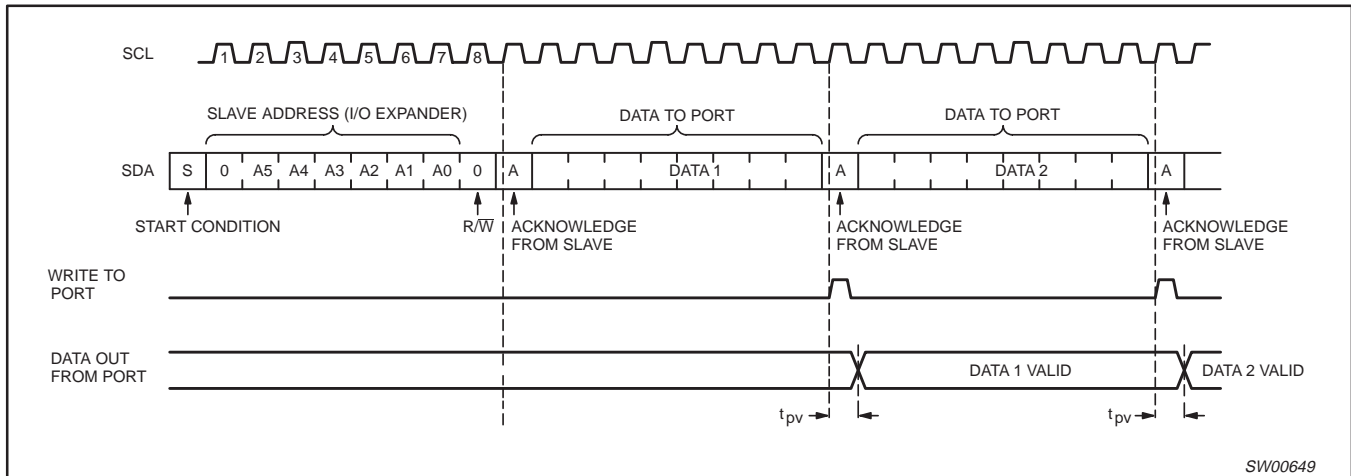 SCL 1 2 3 4 5 6 7 8
SLAVE ADDRESS (I/O EXPANDER) DATA TO PORT DATA TO PORT
SDA S 0 A5 A4 A3 A2 A1 A0 0 A DATA 1 A DATA 2 A
START CONDITION R/W̅ ACKNOWLEDGE FROM SLAVE ACKNOWLEDGE FROM SLAVE ACKNOWLEDGE FROM SLAVE
WRITE TO
PORT
DATA OUT
FROM PORT
DATA 1 VALID DATA 2 VALID
tpv tpv
SW00649